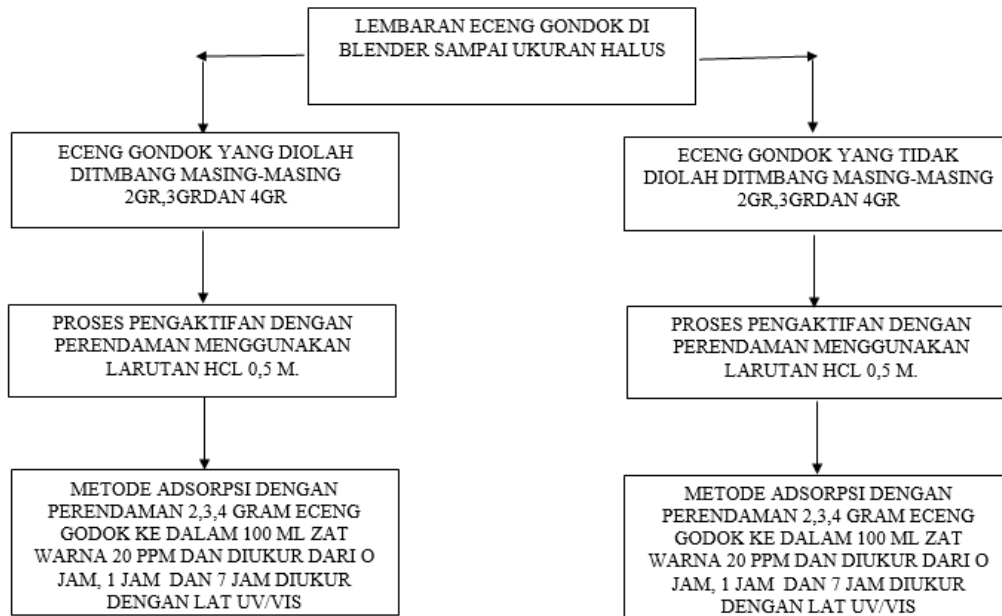 LEMBARAN ECENG GONDOK DI
BLENDER SAMPAI UKURAN HALUS
ECENG GONDOK YANG DIOLAH
DITMBANG MASING-MASING
2GR,3GRDAN 4GR
ECENG GONDOK YANG TIDAK
DIOLAH DITMBANG MASING-MASING
2GR,3GRDAN 4GR
PROSES PENGAKTIFAN DENGAN
PERENDAMAN MENGGUNAKAN
LARUTAN HCL 0,5 M.
PROSES PENGAKTIFAN DENGAN
PERENDAMAN MENGGUNAKAN
LARUTAN HCL 0,5 M.
METODE ADSORPSI DENGAN
PERENDAMAN 2,3,4 GRAM ECENG
GODOK KE DALAM 100 ML ZAT
WARNA 20 PPM DAN DIUKUR DARI O
JAM, 1 JAM DAN 7 JAM DIUKUR
DENGAN LAT UV/VIS
METODE ADSORPSI DENGAN
PERENDAMAN 2,3,4 GRAM ECENG
GODOK KE DALAM 100 ML ZAT
WARNA 20 PPM DAN DIUKUR DARI O
JAM, 1 JAM DAN 7 JAM DIUKUR
DENGAN LAT UV/VIS